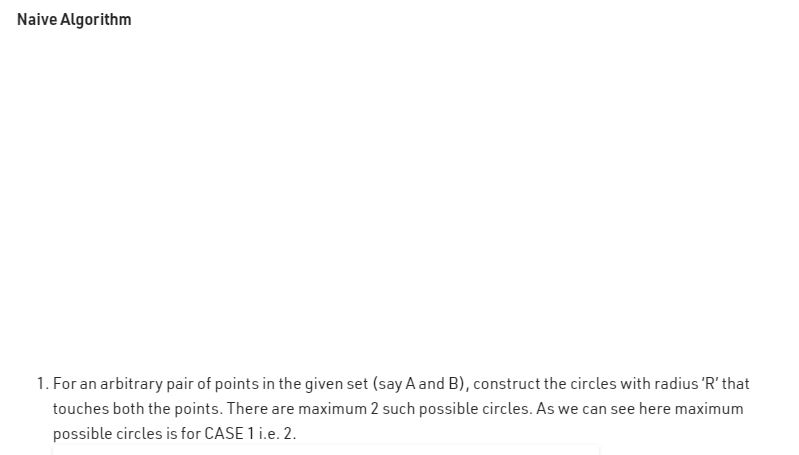 Naive Algorithm
1. For an arbitrary pair of points in the given set (say A and B), construct the circles with radius 'R' that
touches both the points. There are maximum 2 such possible circles. As we can see here maximum
possible circles is for CASE 1 i.e. 2.